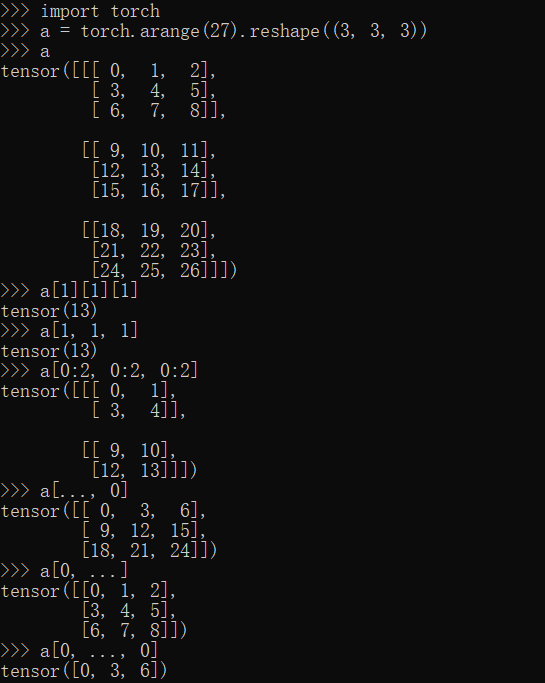 >>> import torch
>>> a = torch.arange(27).reshape((3, 3, 3))
>>> a
tensor([[[ 0,  1,  2],
         [ 3,  4,  5],
         [ 6,  7,  8]],

        [[ 9, 10, 11],
         [12, 13, 14],
         [15, 16, 17]],

        [[18, 19, 20],
         [21, 22, 23],
         [24, 25, 26]]])
>>> a[1][1][1]
tensor(13)
>>> a[1, 1, 1]
tensor(13)
>>> a[0:2, 0:2, 0:2]
tensor([[[ 0,  1],
         [ 3,  4]],

        [[ 9, 10],
         [12, 13]]])
>>> a[..., 0]
tensor([[ 0,  3,  6],
        [ 9, 12, 15],
        [18, 21, 24]])
>>> a[0, ...]
tensor([[0, 1, 2],
        [3, 4, 5],
        [6, 7, 8]])
>>> a[0, ..., 0]
tensor([0, 3, 6])